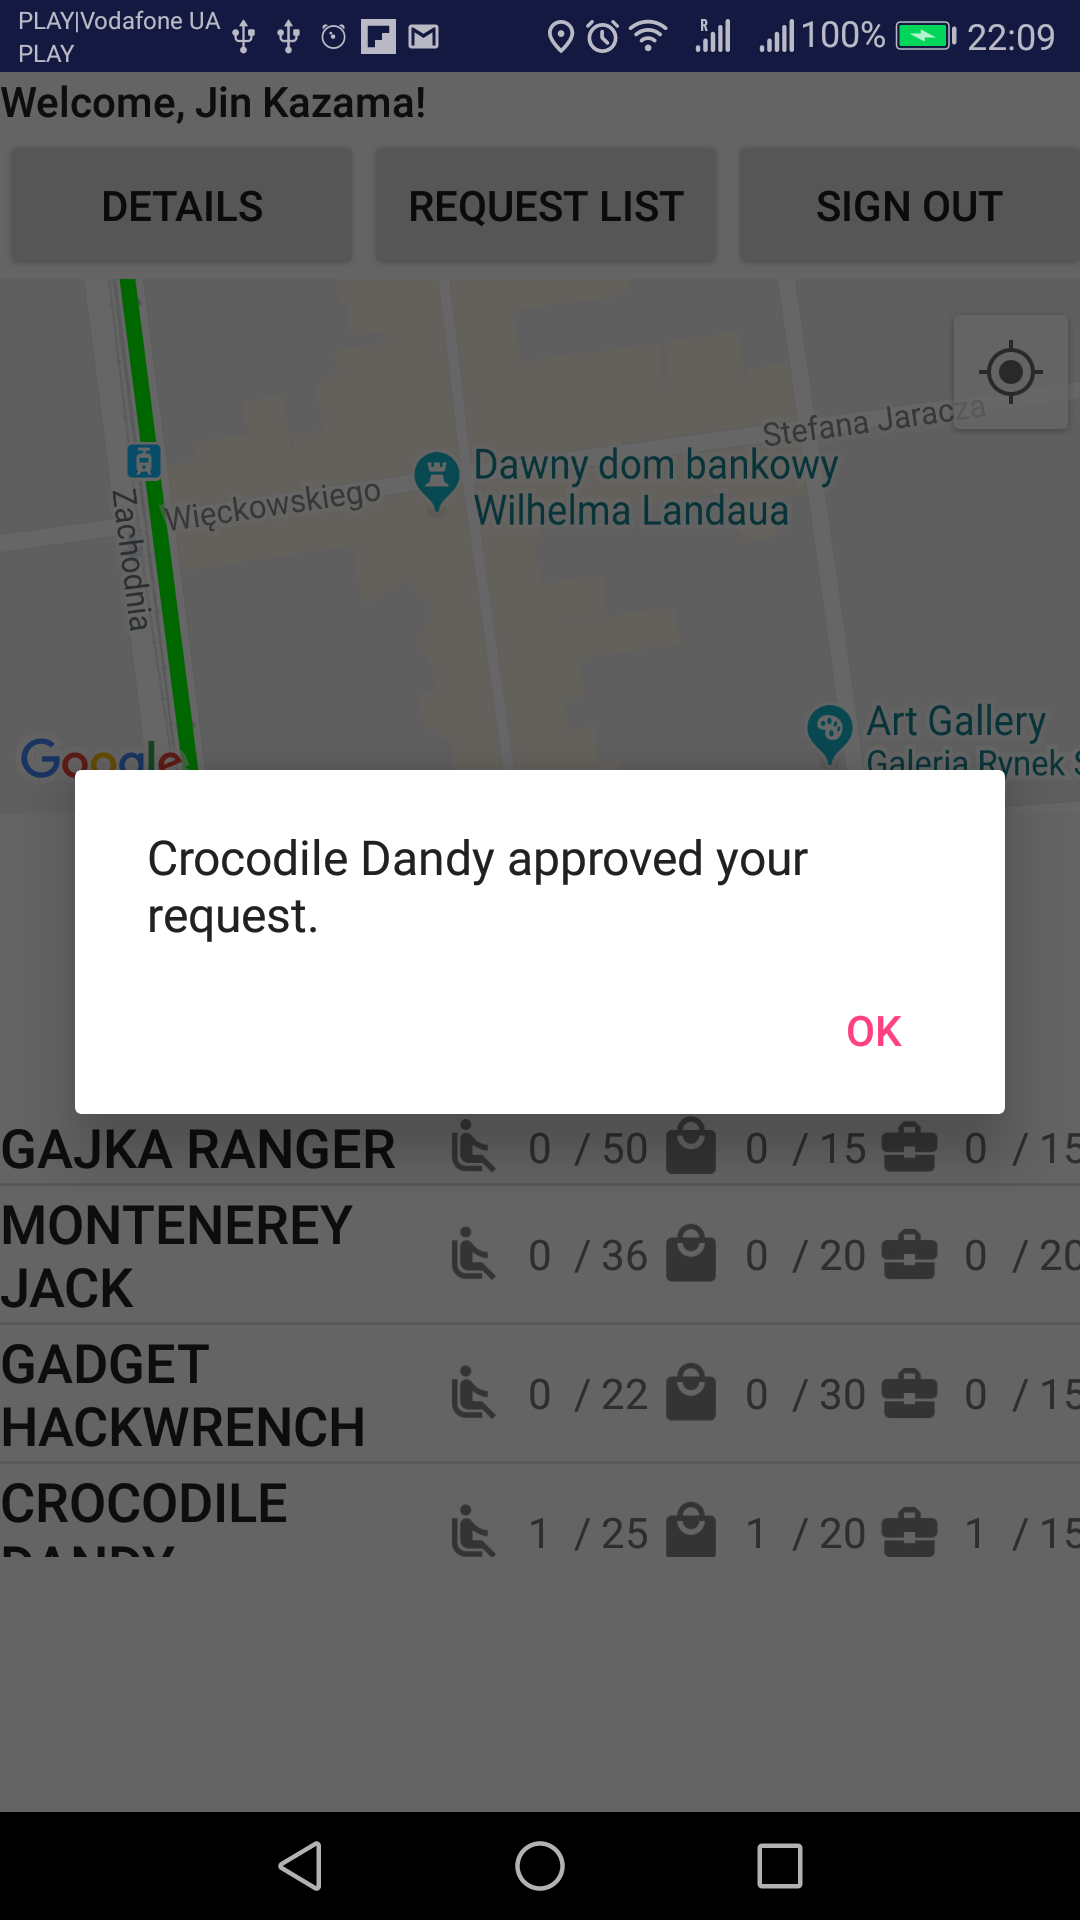 PLAY|Vodafone UA
PLAY
R
100%
22:09
Welcome, Jin Kazama!
DETAILS
REQUEST LIST
SIGN OUT
Stefana Jaracza
Dawny dom bankowy
Wilhelma Landaua
Więckowskiego
Zachodnia
Art Gallery
Galeria Rynek
Google
Crocodile Dandy approved your
request.
OK
GAJKA RANGER 0 / 50 0 / 15 0 / 15
MONTENEREY
JACK 0 / 36 0 / 20 0 / 20
GADGET
HACKWRENCH 0 / 22 0 / 30 0 / 15
CROCODILE
DANDY 1 / 25 1 / 20 1 / 15